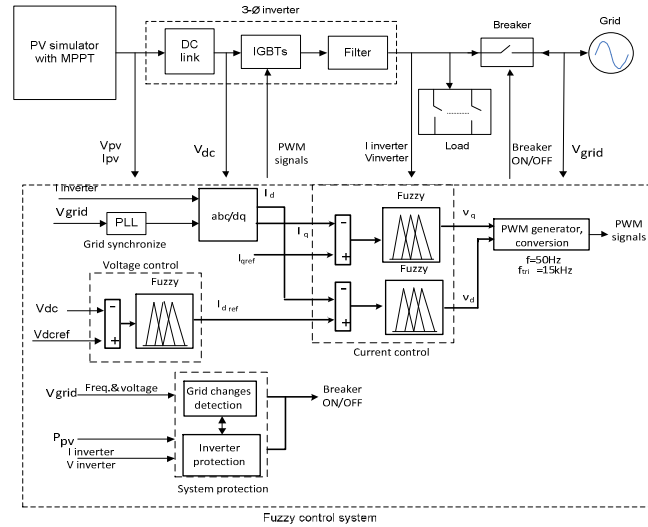 3-Ø inverter
PV simulator
with MPPT
DC
link
IGBTs
Filter
Breaker
Grid
Load
Vpv
Ipv
Vdc
PWM
signals
I inverter
Vinverter
Breaker
ON/OFF
Vgrid
I inverter
Vgrid
PLL
Grid synchronize
abc/dq
Id
Iq
Iqref
Fuzzy
Fuzzy
-
+
-
+
Vq
Vd
PWM generator,
conversion
f=50Hz
ftri =15kHz
PWM
signals
Current control
Voltage control
Fuzzy
Vdc
Vdcref
-
+
Id ref
Vgrid
Freq.& voltage
Grid changes
detection
Breaker
ON/OFF
Ppv
I inverter
V inverter
Inverter
protection
System protection
Fuzzy control system